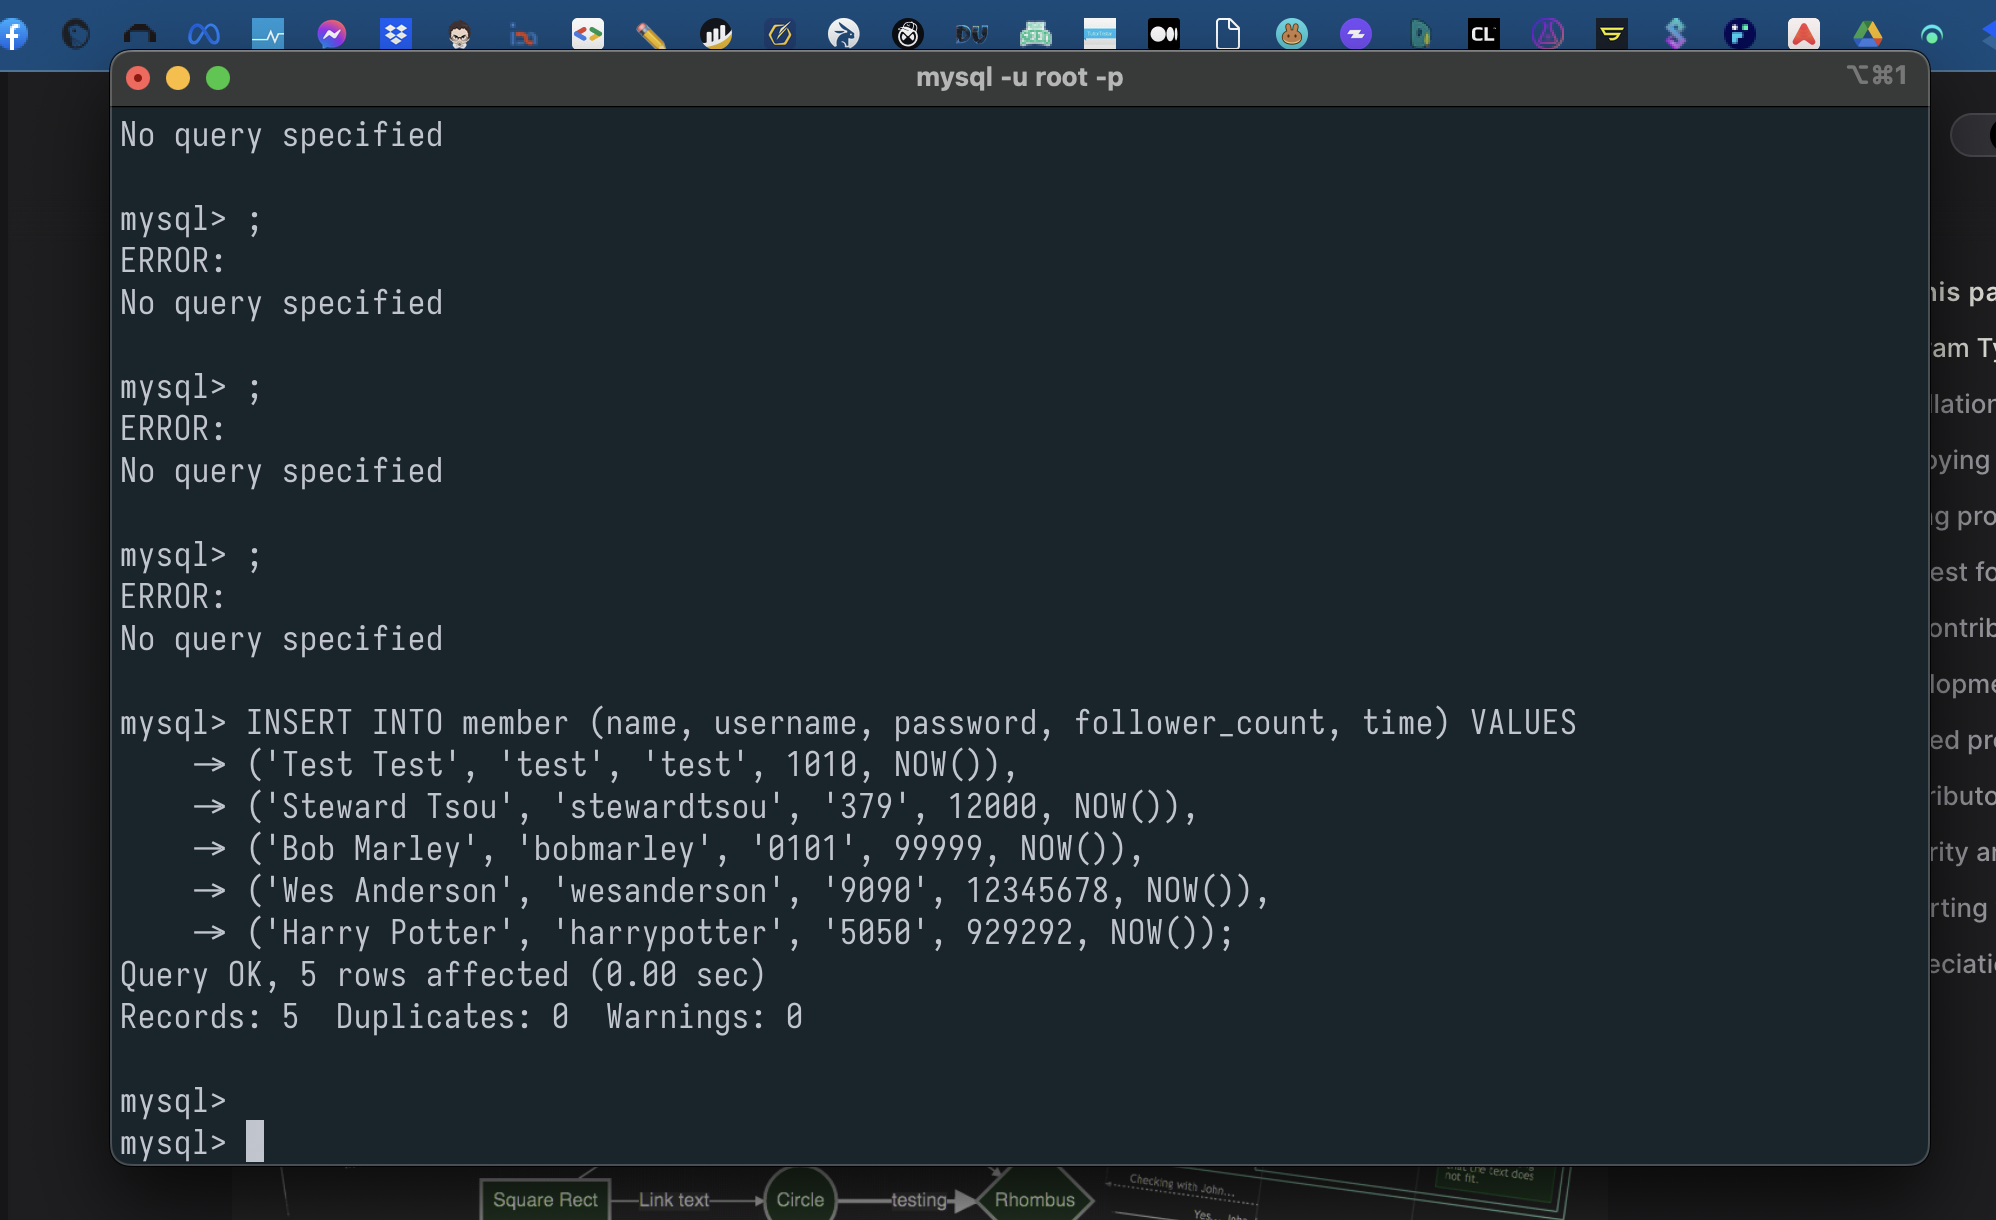 CL
mysql -u root -p
⌥⌘1
No query specified
mysql> ;
ERROR:
No query specified
mysql> ;
ERROR:
No query specified
mysql> ;
ERROR:
No query specified
mysql> INSERT INTO member (name, username, password, follower_count, time) VALUES
-> ('Test Test', 'test', 'test', 1010, NOW()),
-> ('Steward Tsou', 'stewardtsou', '379', 12000, NOW()),
-> ('Bob Marley', 'bobmarley', '0101', 99999, NOW()),
-> ('Wes Anderson', 'wesanderson', '9090', 12345678, NOW()),
-> ('Harry Potter', 'harrypotter', '5050', 929292, NOW());
Query OK, 5 rows affected (0.00 sec)
Records: 5  Duplicates: 0  Warnings: 0
mysql>
mysql>
his pa
am Ty
llation
oying
g pro
est fo
ontrib
lopme
ed pro
ributo
rity an
rting
eciatio
Square Rect
Link text
Circle
testing
Rhombus
Checking with John...
Yes... John
that the text does
not fit.